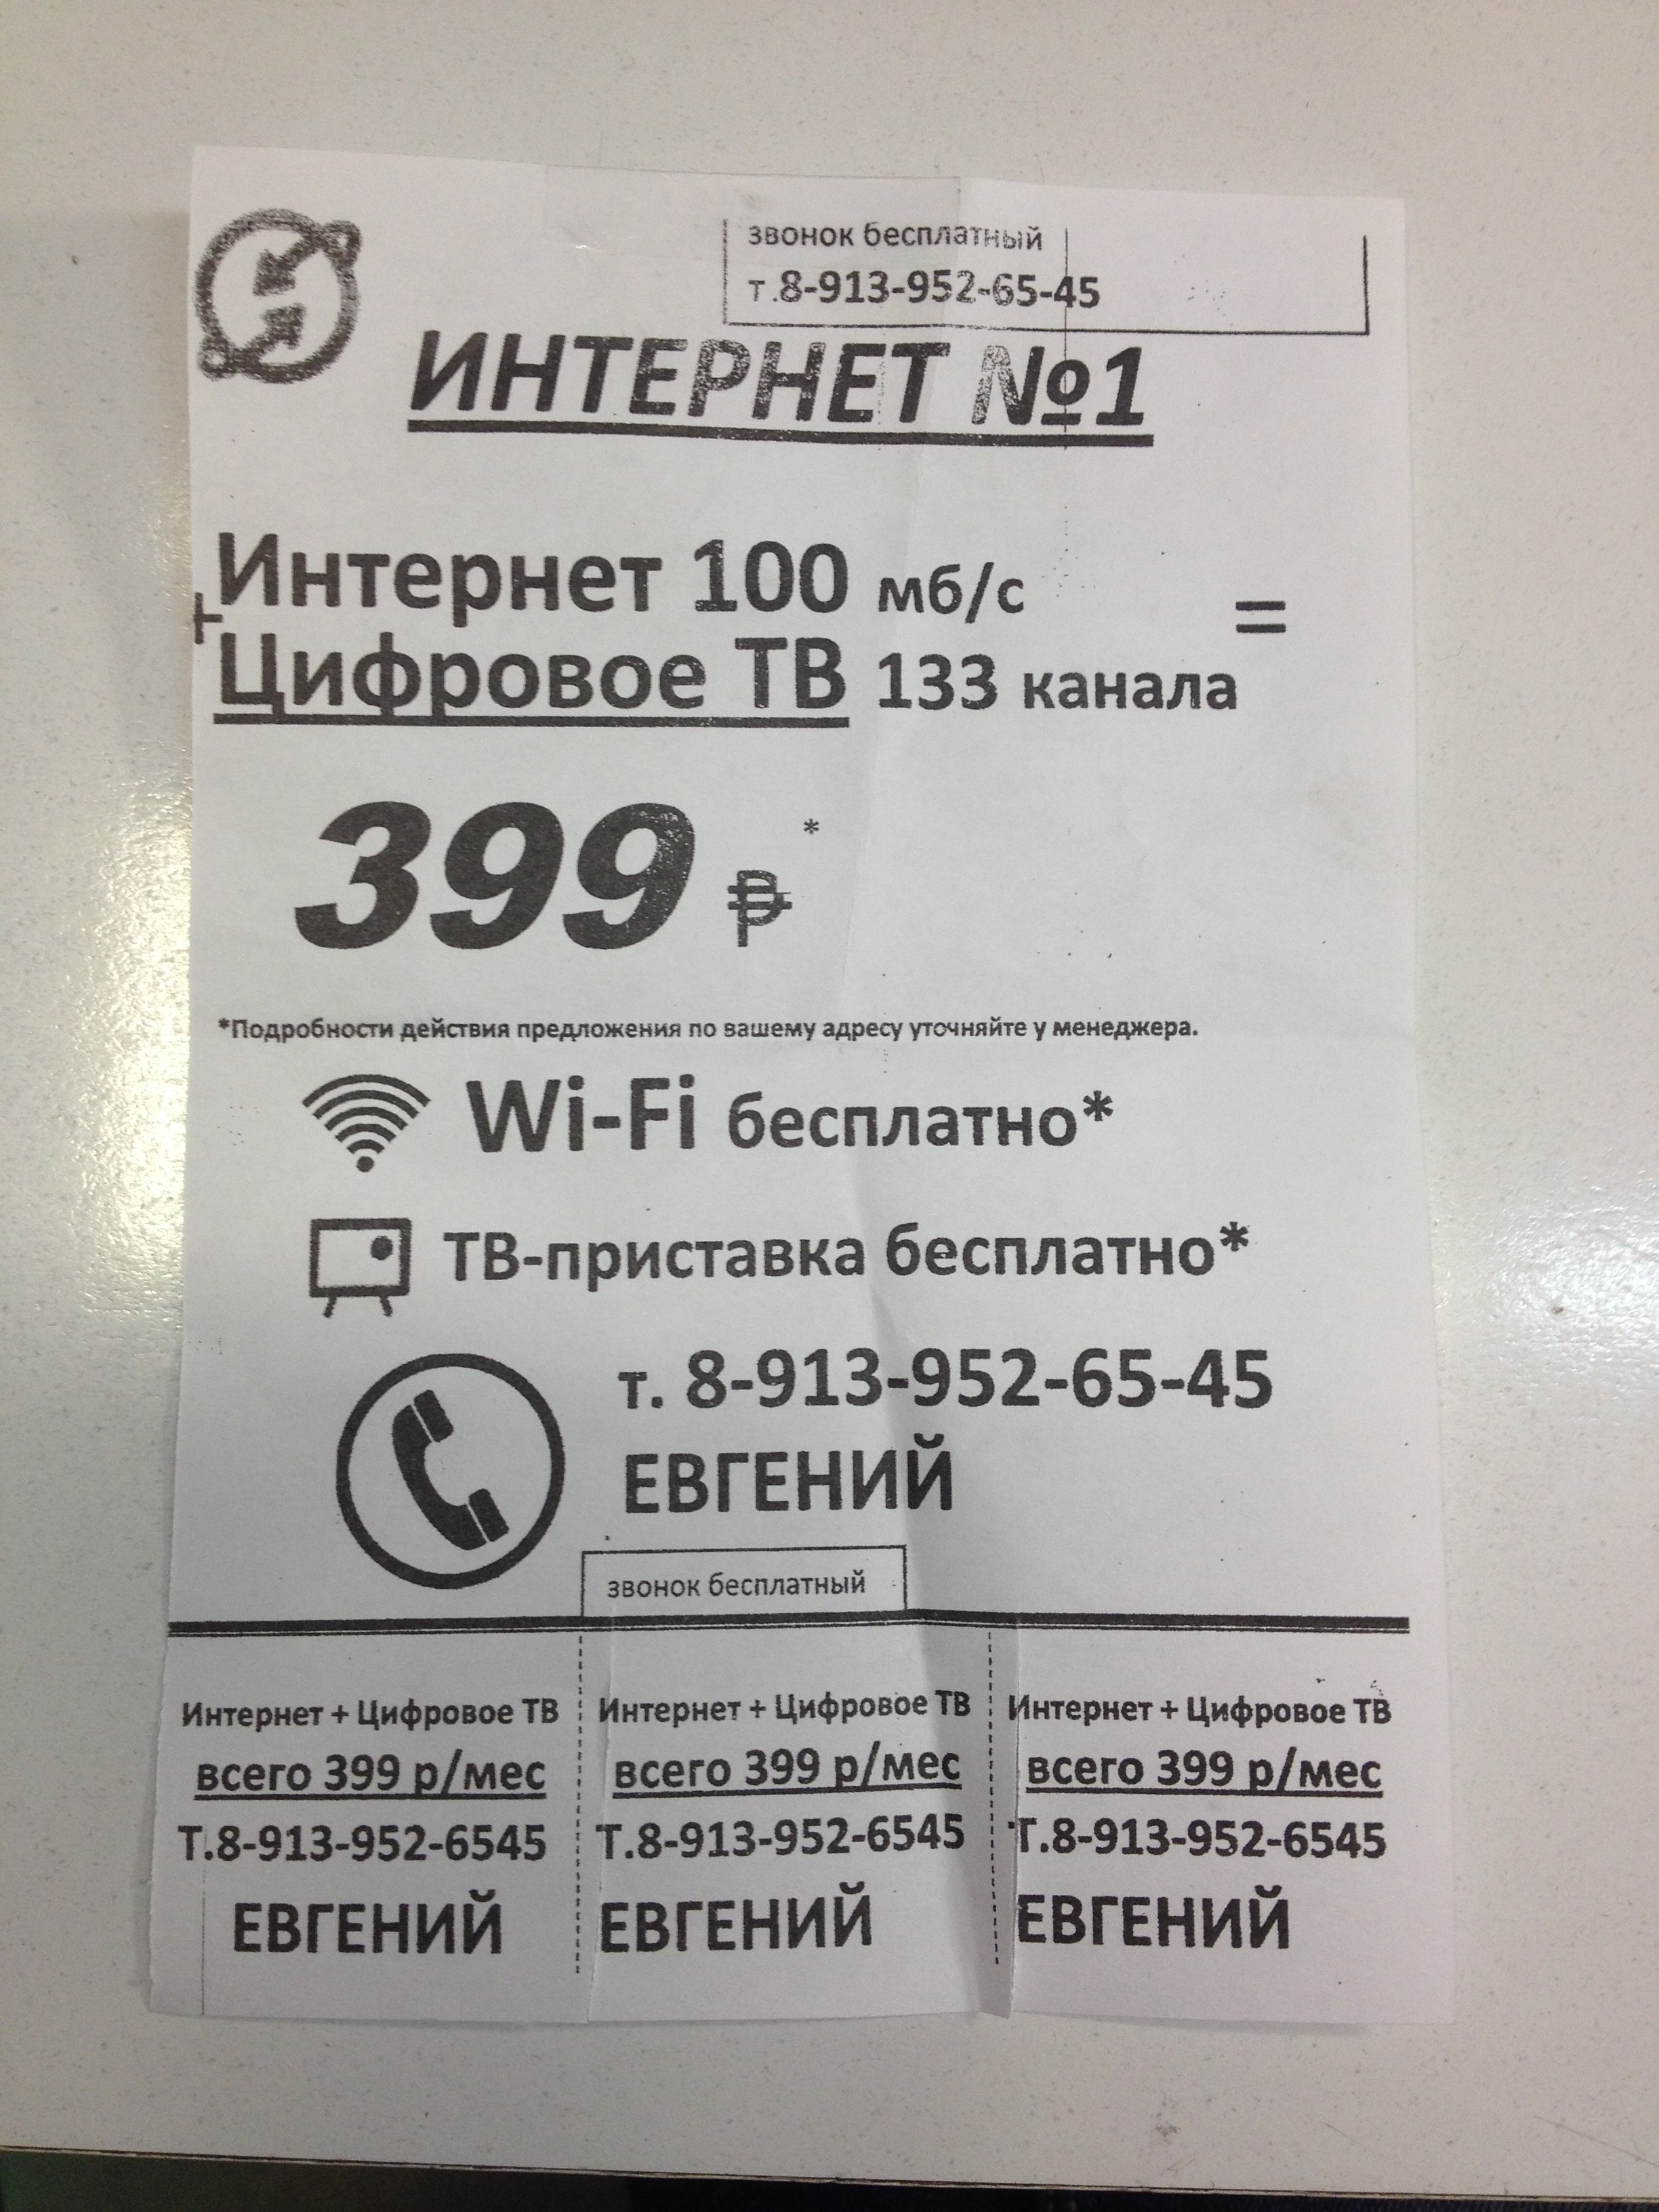 звонок бесплатный
т.8-913-952-65-45
ИНТЕРНЕТ №1
Интернет 100 мб/с
+ =
Цифровое ТВ 133 канала
399 ₽*
*Подробности действия предложения по вашему адресу уточняйте у менеджера.
Wi-Fi бесплатно*
ТВ-приставка бесплатно*
т. 8-913-952-65-45
ЕВГЕНИЙ
звонок бесплатный
Интернет + Цифровое ТВ
всего 399 р/мес
Т.8-913-952-6545
ЕВГЕНИЙ
Интернет + Цифровое ТВ
всего 399 р/мес
Т.8-913-952-6545
ЕВГЕНИЙ
Интернет + Цифровое ТВ
всего 399 р/мес
Т.8-913-952-6545
ЕВГЕНИЙ